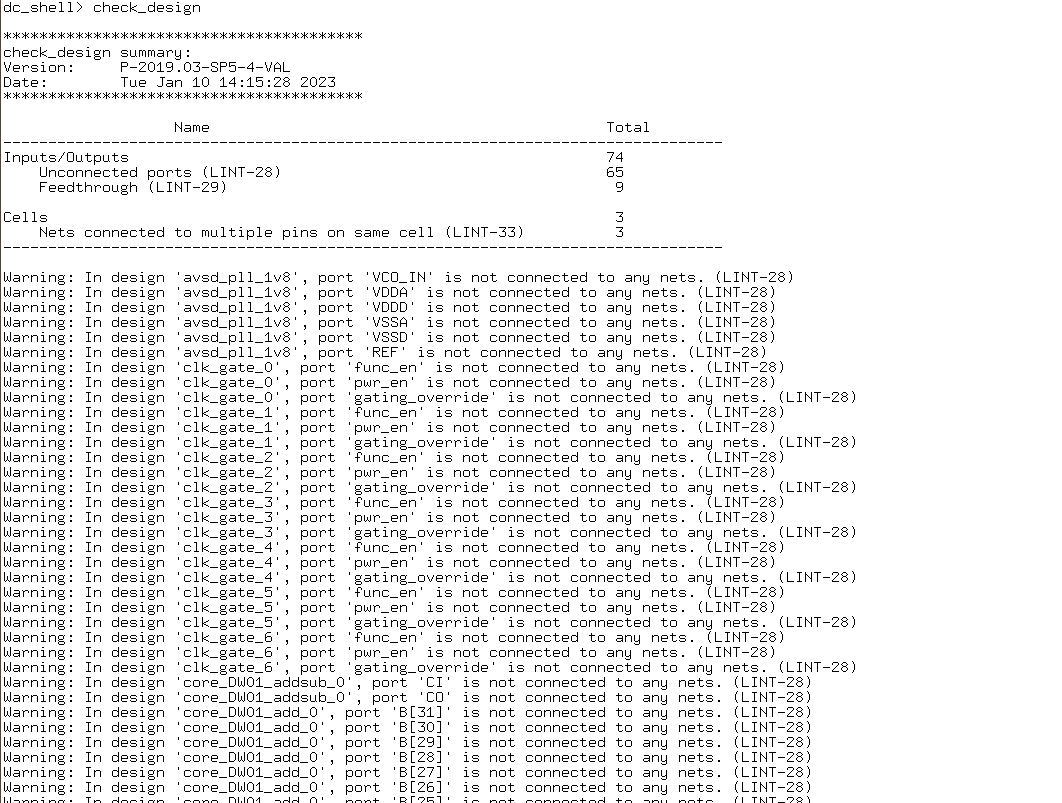 dc_shell> check_design
****************************************
check_design summary:
Version:     P-2019.03-SP5-4-VAL
Date:        Tue Jan 10 14:15:28 2023
****************************************
Name                                            Total
--------------------------------------------------------------------------------
Inputs/Outputs                                                     74
    Unconnected ports (LINT-28)                                    65
    Feedthrough (LINT-29)                                           9
Cells                                                               3
    Nets connected to multiple pins on same cell (LINT-33)          3
--------------------------------------------------------------------------------
Warning: In design 'avsd_pll_1v8', port 'VCO_IN' is not connected to any nets. (LINT-28)
Warning: In design 'avsd_pll_1v8', port 'VDDA' is not connected to any nets. (LINT-28)
Warning: In design 'avsd_pll_1v8', port 'VDDD' is not connected to any nets. (LINT-28)
Warning: In design 'avsd_pll_1v8', port 'VSSA' is not connected to any nets. (LINT-28)
Warning: In design 'avsd_pll_1v8', port 'VSSD' is not connected to any nets. (LINT-28)
Warning: In design 'avsd_pll_1v8', port 'REF' is not connected to any nets. (LINT-28)
Warning: In design 'clk_gate_0', port 'func_en' is not connected to any nets. (LINT-28)
Warning: In design 'clk_gate_0', port 'pwr_en' is not connected to any nets. (LINT-28)
Warning: In design 'clk_gate_0', port 'gating_override' is not connected to any nets. (LINT-28)
Warning: In design 'clk_gate_1', port 'func_en' is not connected to any nets. (LINT-28)
Warning: In design 'clk_gate_1', port 'pwr_en' is not connected to any nets. (LINT-28)
Warning: In design 'clk_gate_1', port 'gating_override' is not connected to any nets. (LINT-28)
Warning: In design 'clk_gate_2', port 'func_en' is not connected to any nets. (LINT-28)
Warning: In design 'clk_gate_2', port 'pwr_en' is not connected to any nets. (LINT-28)
Warning: In design 'clk_gate_2', port 'gating_override' is not connected to any nets. (LINT-28)
Warning: In design 'clk_gate_3', port 'func_en' is not connected to any nets. (LINT-28)
Warning: In design 'clk_gate_3', port 'pwr_en' is not connected to any nets. (LINT-28)
Warning: In design 'clk_gate_3', port 'gating_override' is not connected to any nets. (LINT-28)
Warning: In design 'clk_gate_4', port 'func_en' is not connected to any nets. (LINT-28)
Warning: In design 'clk_gate_4', port 'pwr_en' is not connected to any nets. (LINT-28)
Warning: In design 'clk_gate_4', port 'gating_override' is not connected to any nets. (LINT-28)
Warning: In design 'clk_gate_5', port 'func_en' is not connected to any nets. (LINT-28)
Warning: In design 'clk_gate_5', port 'pwr_en' is not connected to any nets. (LINT-28)
Warning: In design 'clk_gate_5', port 'gating_override' is not connected to any nets. (LINT-28)
Warning: In design 'clk_gate_6', port 'func_en' is not connected to any nets. (LINT-28)
Warning: In design 'clk_gate_6', port 'pwr_en' is not connected to any nets. (LINT-28)
Warning: In design 'clk_gate_6', port 'gating_override' is not connected to any nets. (LINT-28)
Warning: In design 'core_DW01_addsub_0', port 'CI' is not connected to any nets. (LINT-28)
Warning: In design 'core_DW01_addsub_0', port 'CO' is not connected to any nets. (LINT-28)
Warning: In design 'core_DW01_add_0', port 'B[31]' is not connected to any nets. (LINT-28)
Warning: In design 'core_DW01_add_0', port 'B[30]' is not connected to any nets. (LINT-28)
Warning: In design 'core_DW01_add_0', port 'B[29]' is not connected to any nets. (LINT-28)
Warning: In design 'core_DW01_add_0', port 'B[28]' is not connected to any nets. (LINT-28)
Warning: In design 'core_DW01_add_0', port 'B[27]' is not connected to any nets. (LINT-28)
Warning: In design 'core_DW01_add_0', port 'B[26]' is not connected to any nets. (LINT-28)
Warning: In design 'core_DW01_add_0', port 'B[25]' is not connected to any nets. (LINT-28)